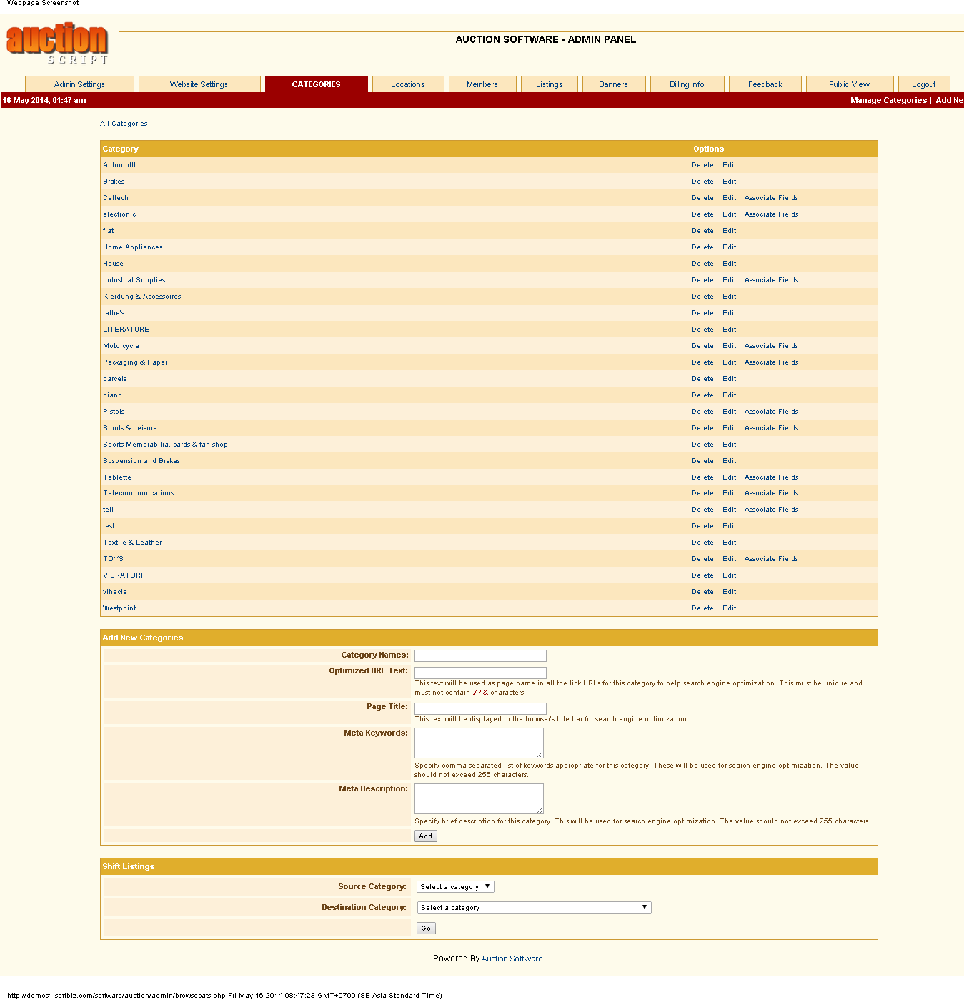 Webpage Screenshot
auction
SCRIPT
AUCTION SOFTWARE - ADMIN PANEL
Admin Settings Website Settings CATEGORIES Locations Members Listings Banners Billing Info Feedback Public View Logout
16 May 2014, 01:47 am Manage Categories | Add Ne
All Categories
Category Options
Automottt Delete Edit
Brakes Delete Edit
Caltech Delete Edit Associate Fields
electronic Delete Edit Associate Fields
flat Delete Edit
Home Appliances Delete Edit
House Delete Edit
Industrial Supplies Delete Edit Associate Fields
Kleidung & Accessoires Delete Edit
lathe's Delete Edit
LITERATURE Delete Edit
Motorcycle Delete Edit Associate Fields
Packaging & Paper Delete Edit Associate Fields
parcels Delete Edit
piano Delete Edit
Pistols Delete Edit Associate Fields
Sports & Leisure Delete Edit Associate Fields
Sports Memorabilia, cards & fan shop Delete Edit
Suspension and Brakes Delete Edit
Tablette Delete Edit Associate Fields
Telecommunications Delete Edit Associate Fields
tell Delete Edit Associate Fields
test Delete Edit
Textile & Leather Delete Edit
TOYS Delete Edit Associate Fields
VIBRATORI Delete Edit
vihecle Delete Edit
Westpoint Delete Edit
Add New Categories
Category Names:
Optimized URL Text:
This text will be used as page name in all the link URLs for this category to help search engine optimization. This must be unique and
must not contain ./? & characters.
Page Title:
This text will be displayed in the browser's title bar for search engine optimization.
Meta Keywords:
Specify comma separated list of keywords appropriate for this category. These will be used for search engine optimization. The value
should not exceed 255 characters.
Meta Description:
Specify brief description for this category. This will be used for search engine optimization. The value should not exceed 255 characters.
Add
Shift Listings
Source Category: Select a category
Destination Category: Select a category
Go
Powered By Auction Software
http://demos1.softbiz.com/software/auction/admin/browsecats.php Fri May 16 2014 08:47:23 GMT+0700 (SE Asia Standard Time)